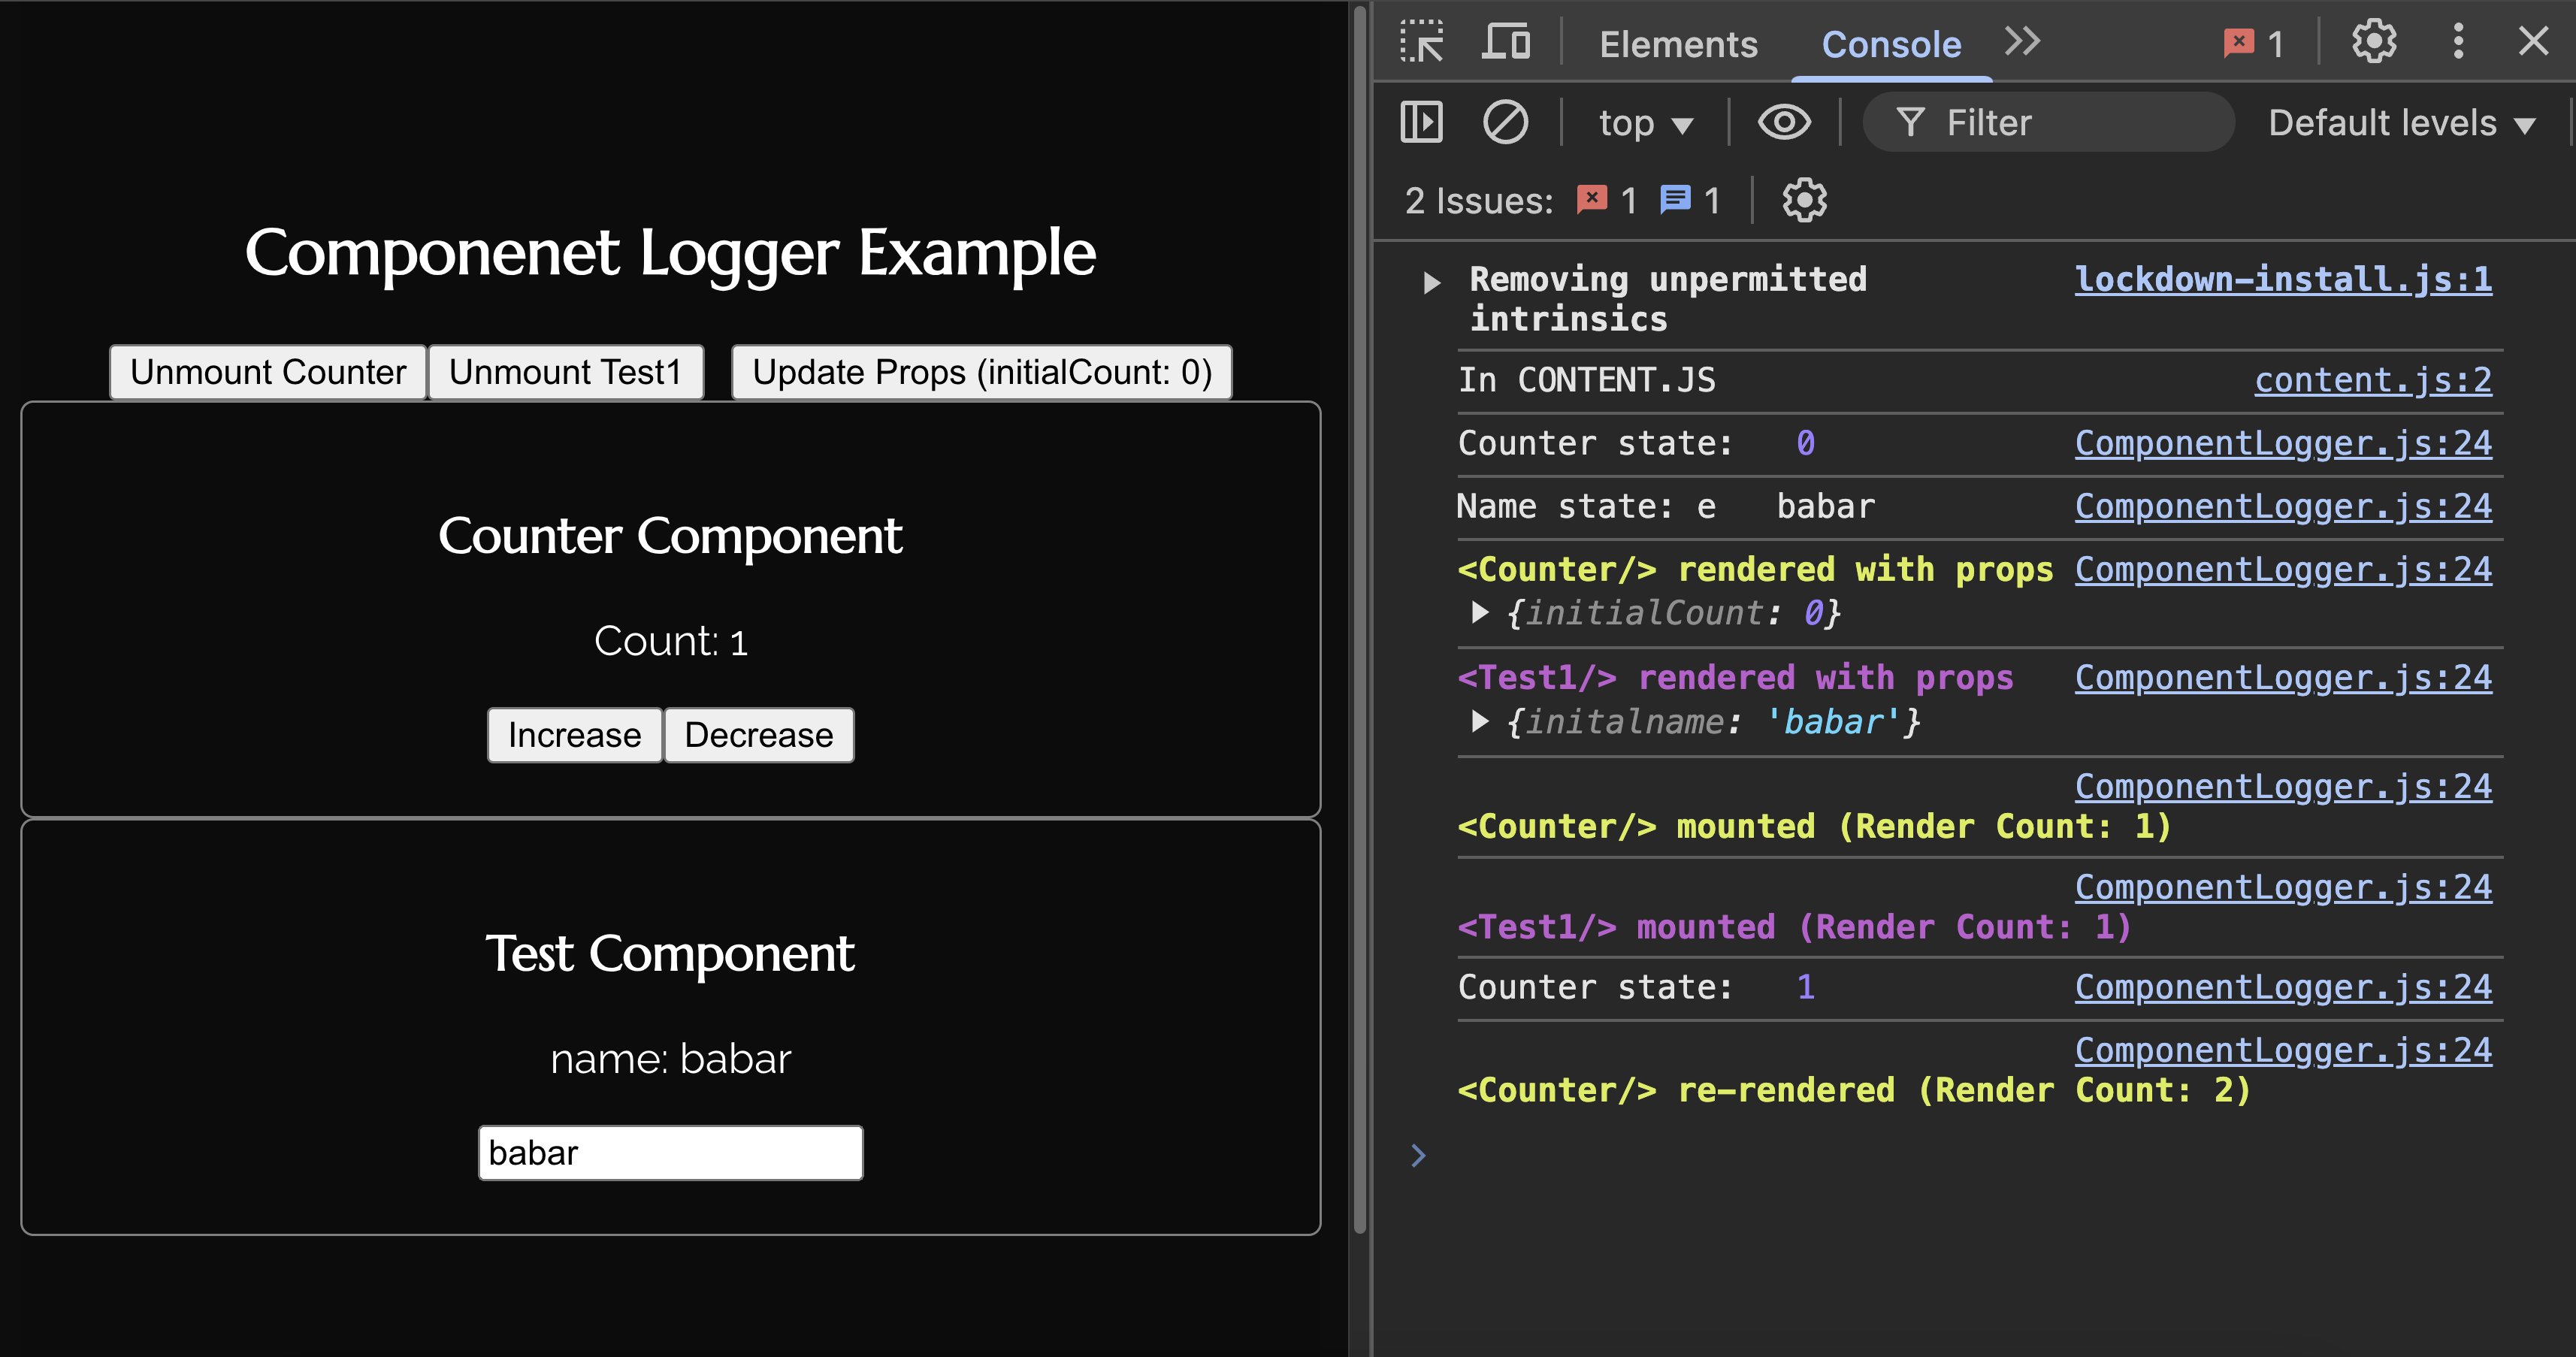 Componenet Logger Example
Unmount Counter Unmount Test1 Update Props (initialCount: 0)
Counter Component
Count: 1
Increase Decrease
Test Component
name: babar
babar
Elements Console 1
top Filter Default levels
2 Issues: 1 1
Removing unpermitted lockdown-install.js:1
intrinsics
In CONTENT.JS content.js:2
Counter state: 0 ComponentLogger.js:24
Name state: e babar ComponentLogger.js:24
<Counter/> rendered with props ComponentLogger.js:24
{initialCount: 0}
<Test1/> rendered with props ComponentLogger.js:24
{initalname: 'babar'}
ComponentLogger.js:24
<Counter/> mounted (Render Count: 1)
ComponentLogger.js:24
<Test1/> mounted (Render Count: 1)
Counter state: 1 ComponentLogger.js:24
ComponentLogger.js:24
<Counter/> re-rendered (Render Count: 2)